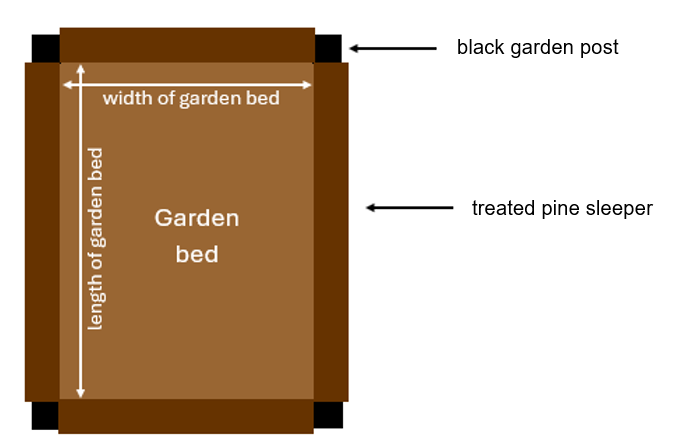 black garden post
width of garden bed
length of garden bed
treated pine sleeper
Garden
bed